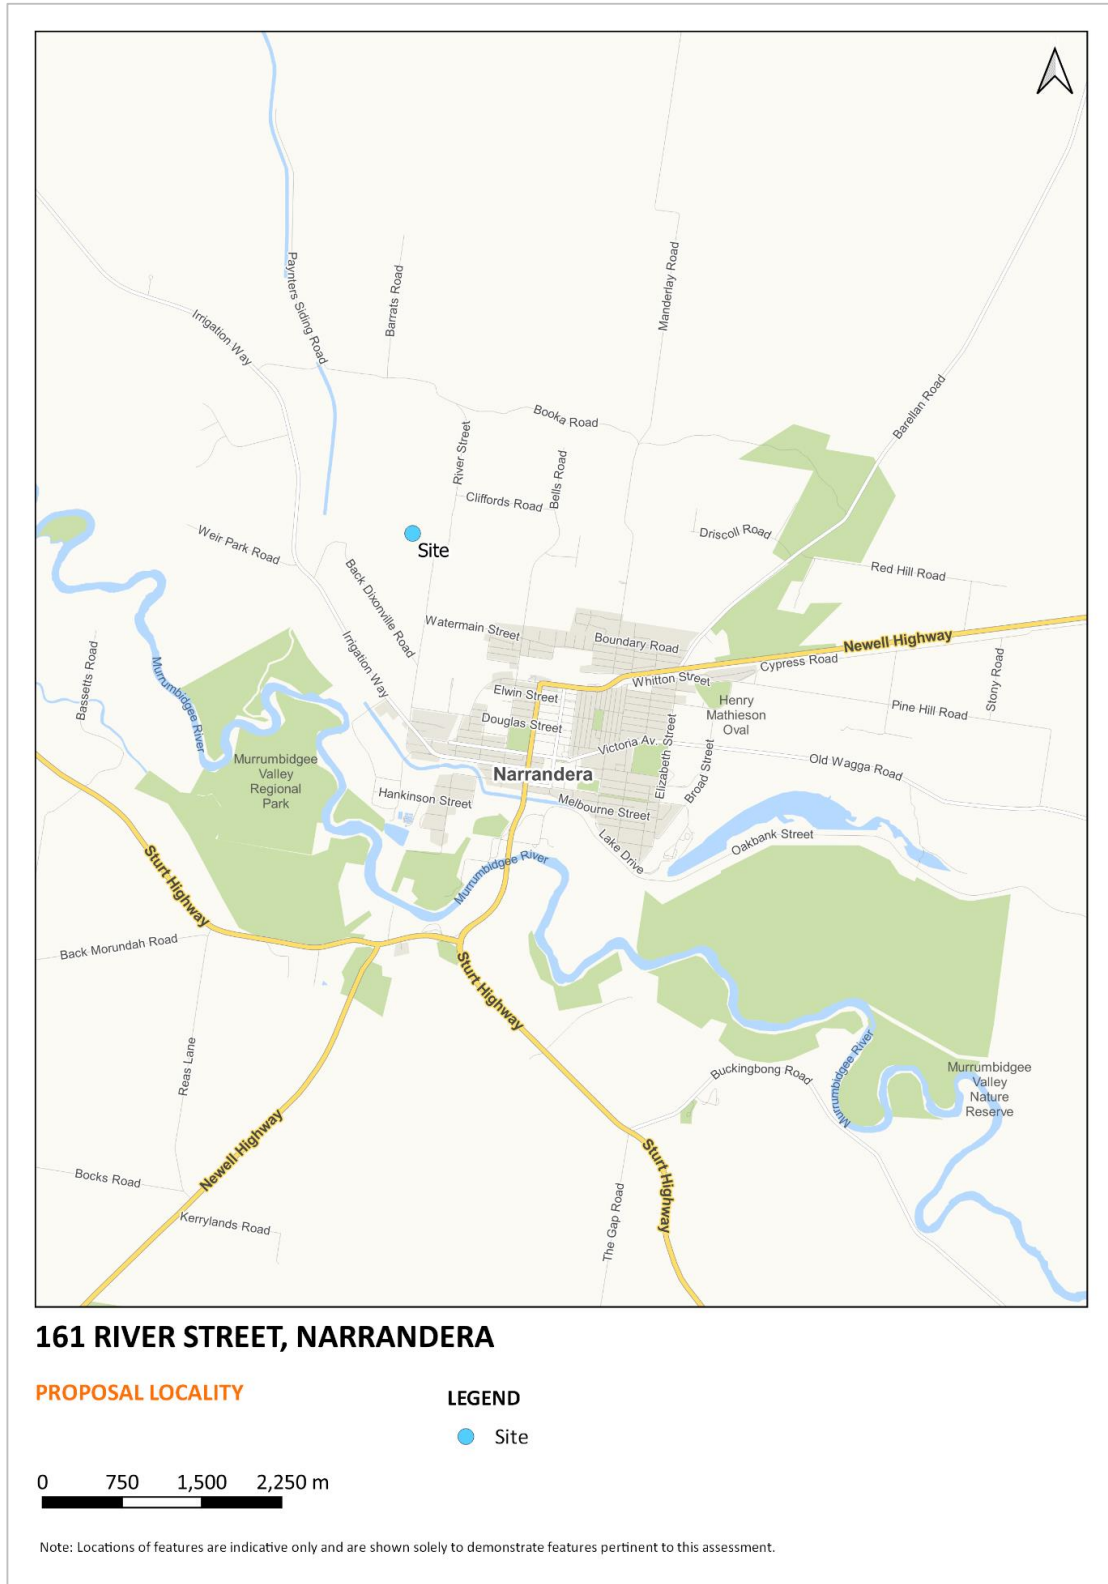 Paynters Siding Road
Barrats Road
Manderlay Road
Irrigation Way
Barellan Road
Booka Road
River Street
Bells Road
Cliffords Road
Site
Weir Park Road
Driscoll Road
Red Hill Road
Back Dixonville Road
Watermain Street
Boundary Road
Newell Highway
Cypress Road
Irrigation Way
Bassetts Road
Murrumbidgee River
Whitton Street
Elwin Street
Henry
Mathieson
Oval
Stony Road
Pine Hill Road
Douglas Street
Victoria Av.
Elizabeth Street
Broad Street
Old Wagga Road
Murrumbidgee
Valley
Regional
Park
Narrandera
Hankinson Street
Melbourne Street
Lake Drive
Oakbank Street
Sturt Highway
Murrumbidgee River
Back Morundah Road
Sturt Highway
Reas Lane
Buckingbong Road
Murrumbidgee River
Murrumbidgee
Valley
Nature
Reserve
Newell Highway
Sturt Highway
Bocks Road
Kerrylands Road
The Gap Road
161 RIVER STREET, NARRANDERA
PROPOSAL LOCALITY
LEGEND
Site
0 750 1,500 2,250 m
Note: Locations of features are indicative only and are shown solely to demonstrate features pertinent to this assessment.